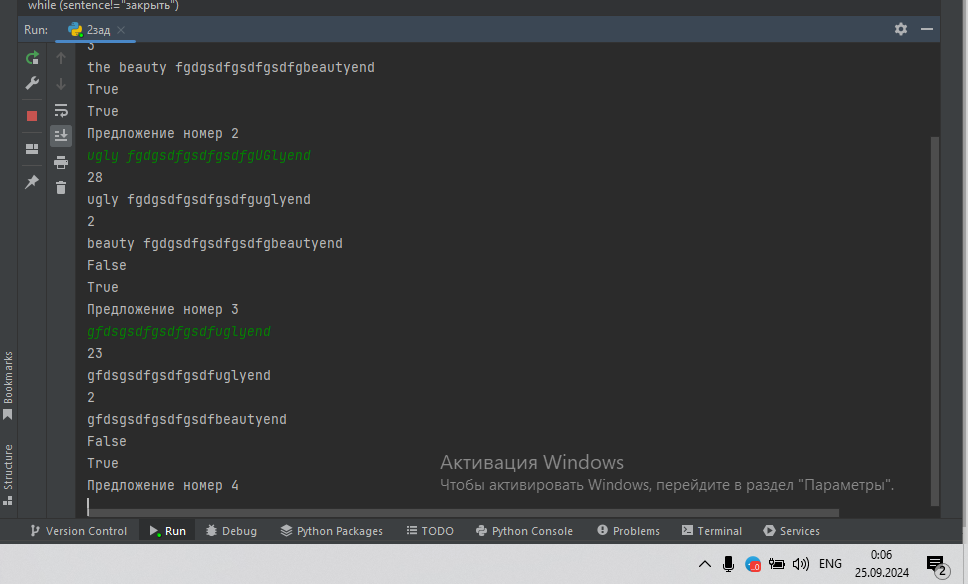 while (sentence!="закрыть")
Run: 2зад
3
the beauty fgdgsdfgsdfgsdfgbeautyend
True
True
Предложение номер 2
ugly fgdgsdfgsdfgsdfgUGlyend
28
ugly fgdgsdfgsdfgsdfguglyend
2
beauty fgdgsdfgsdfgsdfgbeautyend
False
True
Предложение номер 3
gfdsgsdfgsdfgsdfuglyend
23
gfdsgsdfgsdfgsdfuglyend
2
gfdsgsdfgsdfgsdfbeautyend
False
True
Предложение номер 4
Bookmarks
Structure
Активация Windows
Чтобы активировать Windows, перейдите в раздел "Параметры".
Version Control Run Debug Python Packages TODO Python Console Problems Terminal Services
ENG
0:06
25.09.2024
2